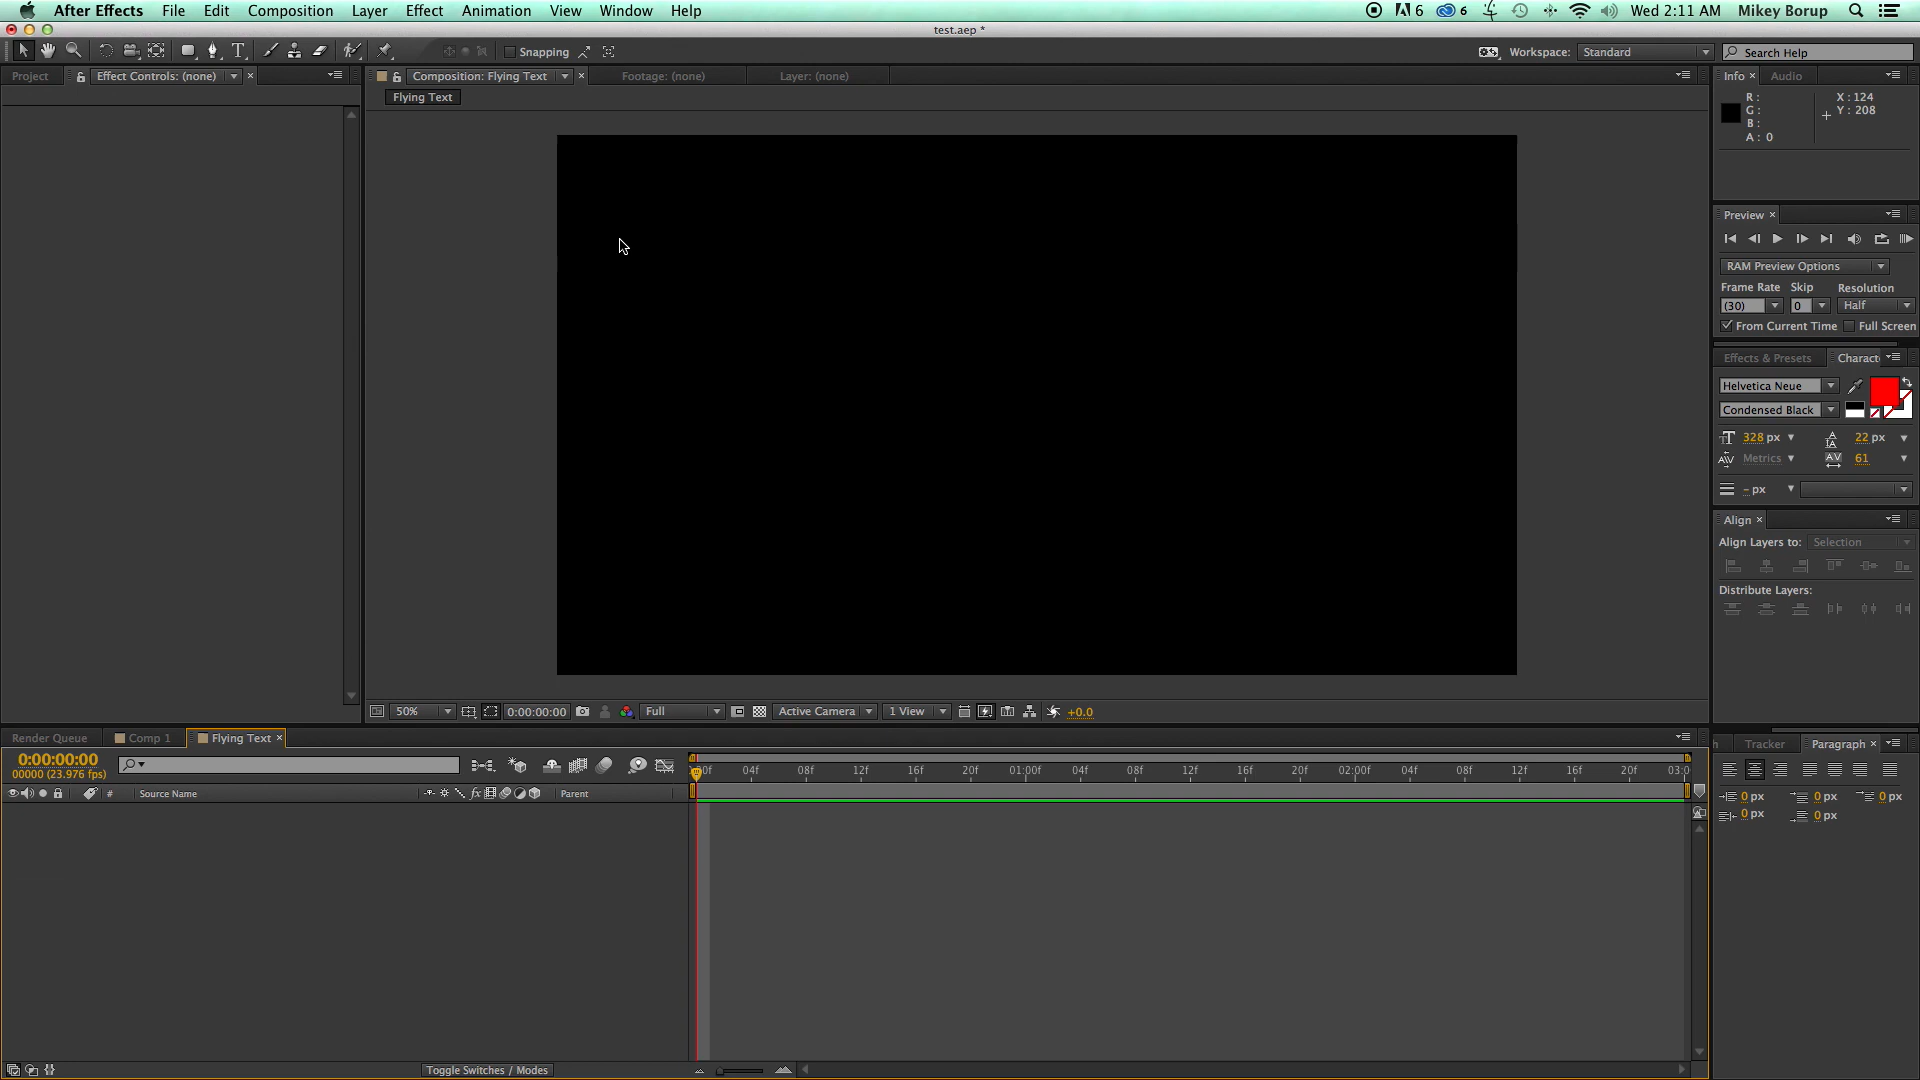 After Effects File Edit Composition Layer Effect Animation View Window Help 6 6 Wed 2:11 AM Mikey Borup
test.aep *
T Snapping Workspace: Standard Search Help
Project Effect Controls: (none) × Composition: Flying Text × Footage: (none) Layer: (none) Info × Audio
Flying Text
R :
G :
B :
A : 0
X : 124
Y : 208
Preview ×
RAM Preview Options
Frame Rate Skip Resolution
(30) 0 Half
From Current Time Full Screen
Effects & Presets Charact
Helvetica Neue
Condensed Black
328 px 22 px
Metrics 61
- px
Align ×
Align Layers to: Selection
Distribute Layers:
50% 0:00:00:00 Full Active Camera 1 View +0.0
Render Queue Comp 1 Flying Text × Tracker Paragraph ×
0:00:00:00
00000 (23.976 fps)
:00f 04f 08f 12f 16f 20f 01:00f 04f 08f 12f 16f 20f 02:00f 04f 08f 12f 16f 20f 03:0
# Source Name fx Parent
0 px 0 px 0 px
0 px 0 px
Toggle Switches / Modes